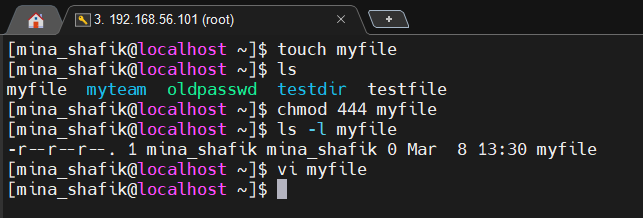 3. 192.168.56.101 (root)
[mina_shafik@localhost ~]$ touch myfile
[mina_shafik@localhost ~]$ ls
myfile  myteam  oldpasswd  testdir  testfile
[mina_shafik@localhost ~]$ chmod 444 myfile
[mina_shafik@localhost ~]$ ls -l myfile
-r--r--r--. 1 mina_shafik mina_shafik 0 Mar  8 13:30 myfile
[mina_shafik@localhost ~]$ vi myfile
[mina_shafik@localhost ~]$